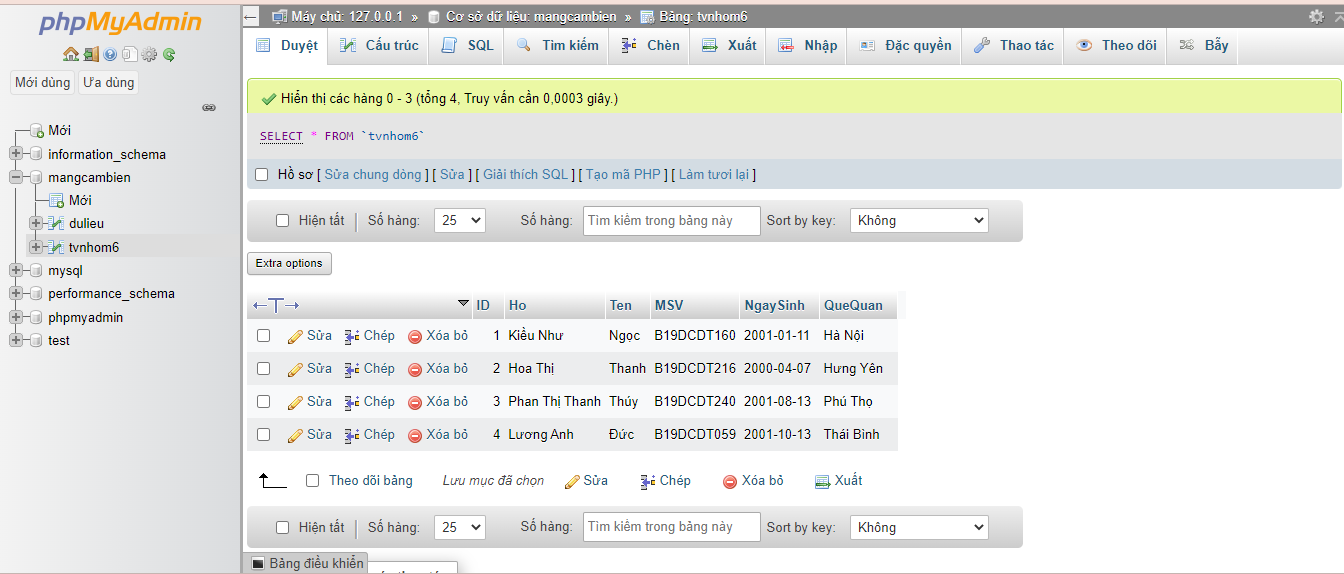 phpMyAdmin
Mới dùng Ưa dùng
Mới
information_schema
mangcambien
Mới
dulieu
tvnhom6
mysql
performance_schema
phpmyadmin
test
Máy chủ: 127.0.0.1 » Cơ sở dữ liệu: mangcambien » Bảng: tvnhom6
Duyệt Cấu trúc SQL Tìm kiếm Chèn Xuất Nhập Đặc quyền Thao tác Theo dõi Bẫy
Hiển thị các hàng 0 - 3 (tổng 4, Truy vấn cần 0,0003 giây.)
SELECT * FROM `tvnhom6`
Hồ sơ [ Sửa chung dòng ] [ Sửa ] [ Giải thích SQL ] [ Tạo mã PHP ] [ Làm tươi lại ]
Hiện tất | Số hàng: 25 Số hàng: Tìm kiếm trong bảng này Sort by key: Không
Extra options
←T→ ID Ho Ten MSV NgaySinh QueQuan
Sửa Chép Xóa bỏ 1 Kiều Như Ngọc B19DCDT160 2001-01-11 Hà Nội
Sửa Chép Xóa bỏ 2 Hoa Thị Thanh B19DCDT216 2000-04-07 Hưng Yên
Sửa Chép Xóa bỏ 3 Phan Thị Thanh Thúy B19DCDT240 2001-08-13 Phú Thọ
Sửa Chép Xóa bỏ 4 Lương Anh Đức B19DCDT059 2001-10-13 Thái Bình
Theo dõi bảng Lưu mục đã chọn Sửa Chép Xóa bỏ Xuất
Hiện tất | Số hàng: 25 Số hàng: Tìm kiếm trong bảng này Sort by key: Không
Bảng điều khiển